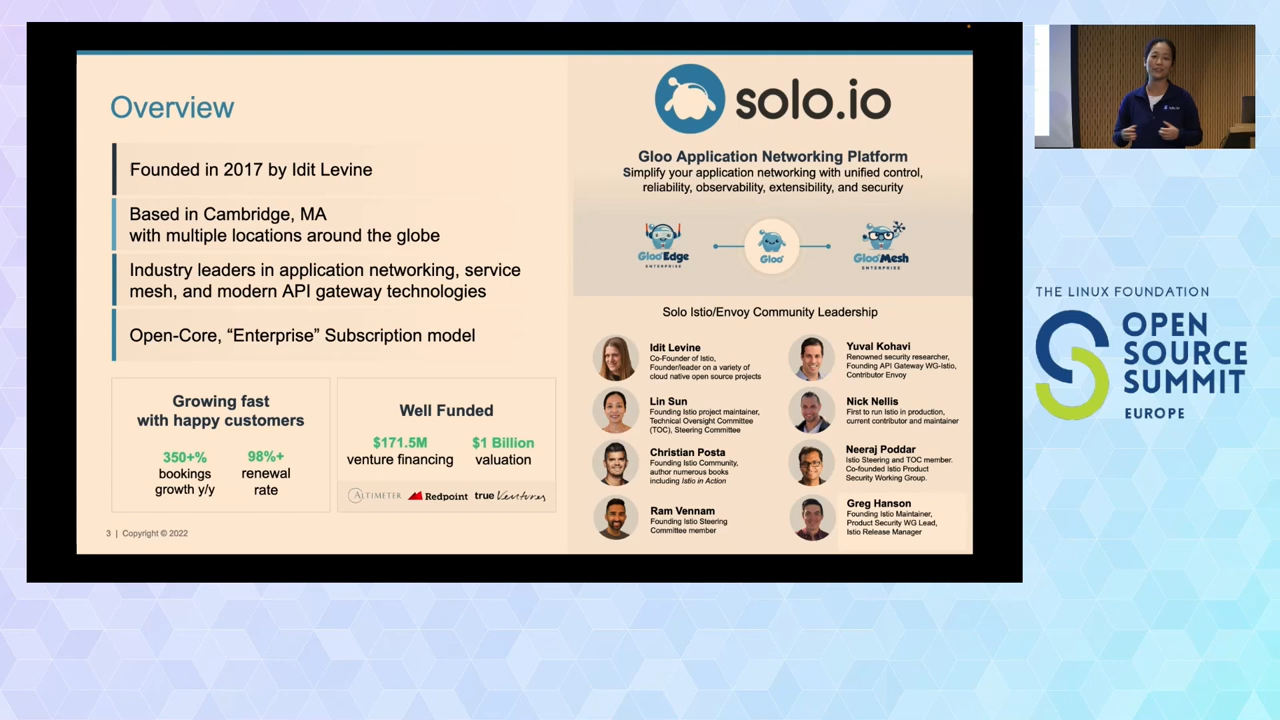 Overview
Founded in 2017 by Idit Levine
Based in Cambridge, MA
with multiple locations around the globe
Industry leaders in application networking, service
mesh, and modern API gateway technologies
Open-Core, “Enterprise” Subscription model
Growing fast
with happy customers
350+%
bookings
growth y/y
98%+
renewal
rate
Well Funded
$171.5M
venture financing
$1 Billion
valuation
ALTIMETER
Redpoint
true Ventures
3 | Copyright © 2022
solo.io
Gloo Application Networking Platform
Simplify your application networking with unified control,
reliability, observability, extensibility, and security
Gloo Edge
ENTERPRISE
Gloo
Gloo Mesh
ENTERPRISE
Solo Istio/Envoy Community Leadership
Idit Levine
Co-Founder of Istio,
Founder/leader on a variety of
cloud native open source projects
Yuval Kohavi
Renowned security researcher,
Founding API Gateway WG-Istio,
Contributor Envoy
Lin Sun
Founding Istio project maintainer,
Technical Oversight Committee
(TOC), Steering Committee
Nick Nellis
First to run Istio in production,
current contributor and maintainer
Christian Posta
Founding Istio Community,
author numerous books
including Istio in Action
Neeraj Poddar
Istio Steering and TOC member.
Co-founded Istio Product
Security Working Group.
Ram Vennam
Founding Istio Steering
Committee member
Greg Hanson
Founding Istio Maintainer,
Product Security WG Lead,
Istio Release Manager
solo.io
THE LINUX FOUNDATION
OPEN
SOURCE
SUMMIT
EUROPE